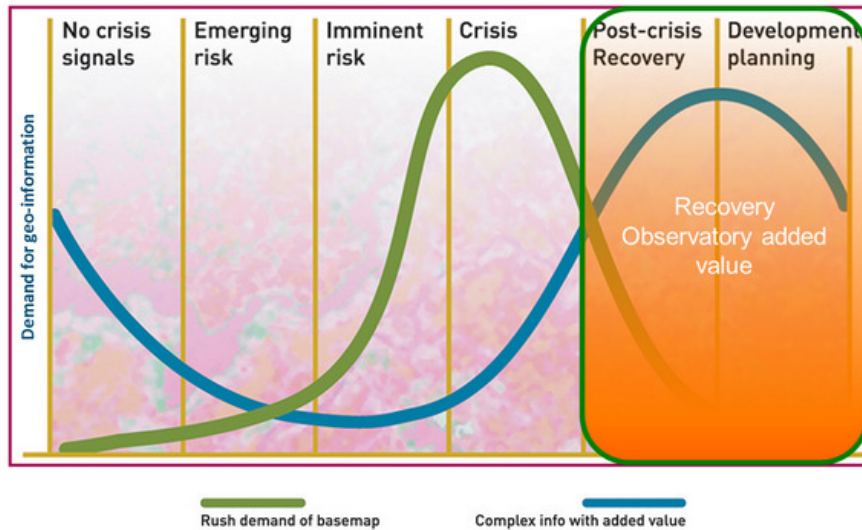 No crisis
signals
Emerging
risk
Imminent
risk
Crisis
Post-crisis
Recovery
Development
planning
Demand for geo-information
Recovery
Observatory added
value
Rush demand of basemap
Complex info with added value